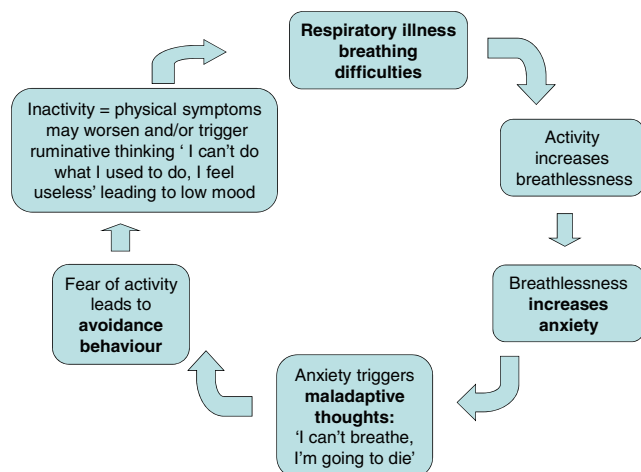 Respiratory illness
breathing
difficulties
Activity
increases
breathlessness
Breathlessness
increases
anxiety
Anxiety triggers
maladaptive
thoughts:
‘I can’t breathe,
I’m going to die’
Fear of activity
leads to
avoidance
behaviour
Inactivity = physical symptoms
may worsen and/or trigger
ruminative thinking ‘ I can’t do
what I used to do, I feel
useless’ leading to low mood